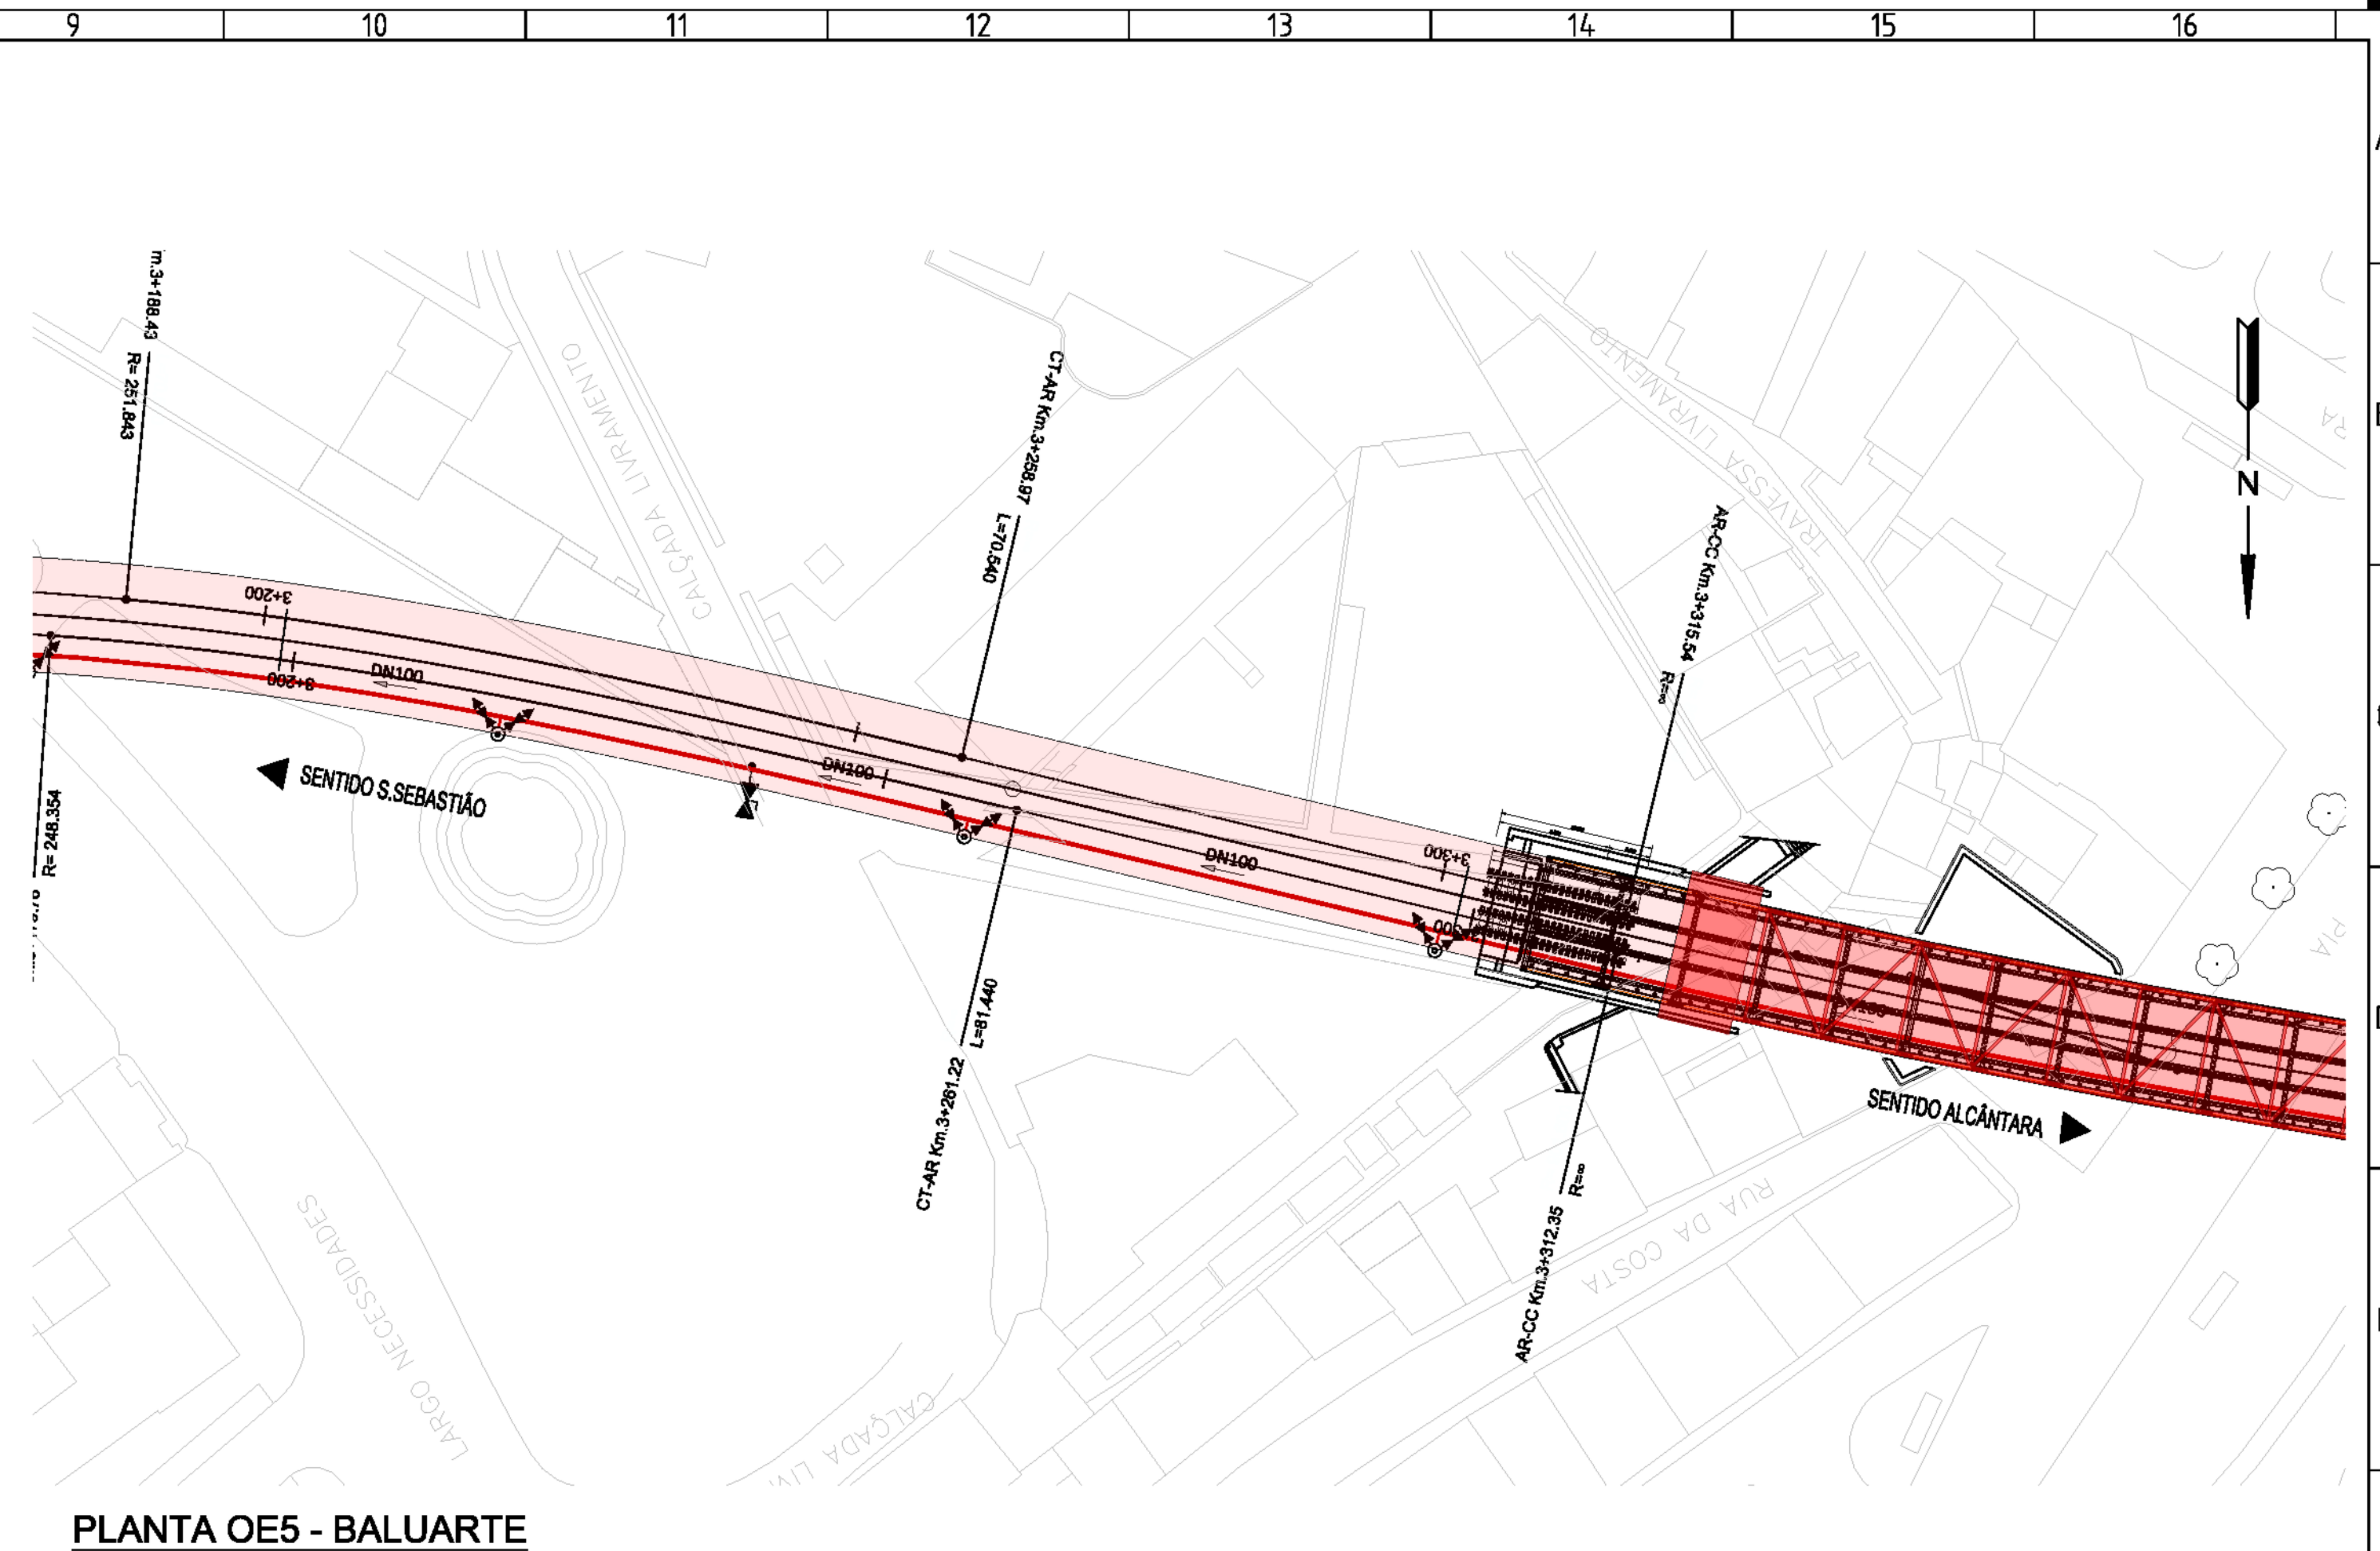 9 10 11 12 13 14 15 16
m.3+188.43
R= 251.843
CALÇADA LIVRAMENTO
CT-AR Km.3+258.97
L=70.540
TRAVESSA LIVRAMENTO
AR-CC Km.3+315.54
R=∞
N
3+200
3+200
DN100
SENTIDO S.SEBASTIÃO
DN100
R= 248.354
DN100
3+300
PIA
CT-AR Km.3+261.22
L=81.440
SENTIDO ALCÂNTARA
AR-CC Km.3+312.35
R=∞
RUA DA COSTA
LARGO NECESSIDADES
CALÇADA LIV
PLANTA OE5 - BALUARTE